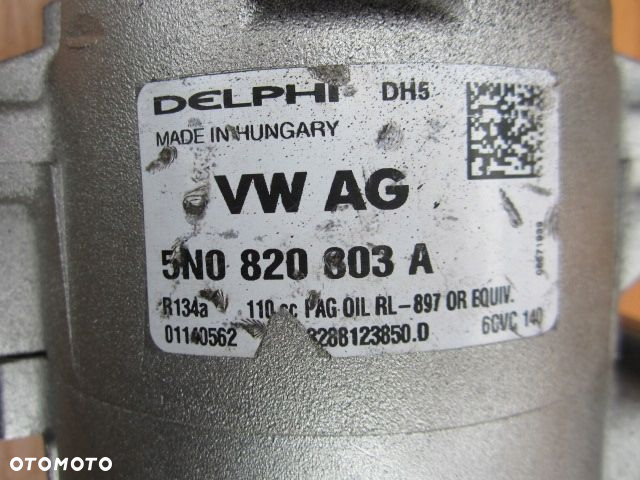 DELPHI DH5
MADE IN HUNGARY
VW AG
5N0 820 803 A
R134a 110 cc PAG OIL RL-897 OR EQUIV.
01140562 8288123850.D 6CVC 140
OTOMOTO